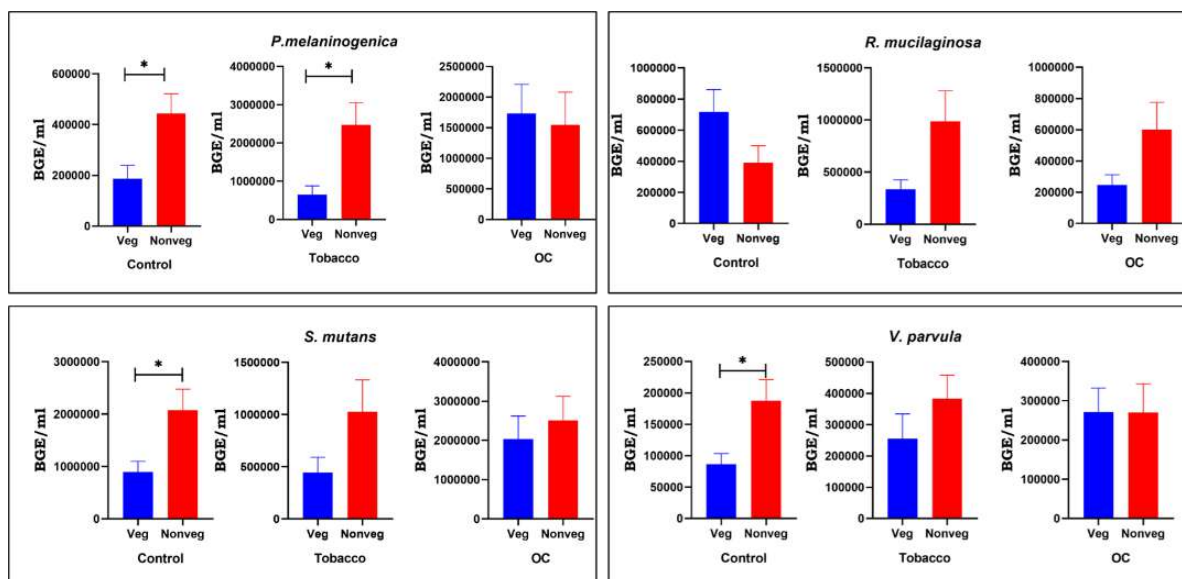 P.melaninogenica
*
*
BGE/ml
600000
400000
200000
0
Veg Nonveg
Control
4000000
3000000
2000000
1000000
0
Veg Nonveg
Tobacco
BGE/ml
2500000
2000000
1500000
1000000
500000
0
Veg Nonveg
OC
R. mucilaginosa
BGE/ml
1000000
800000
600000
400000
200000
0
Veg Nonveg
Control
BGE/ml
1500000
1000000
500000
0
Veg Nonveg
Tobacco
BGE/ml
1000000
800000
600000
400000
200000
0
Veg Nonveg
OC
S. mutans
*
BGE/ml
3000000
2000000
1000000
0
Veg Nonveg
Control
BGE/ml
1500000
1000000
500000
0
Veg Nonveg
Tobacco
BGE/ml
4000000
3000000
2000000
1000000
0
Veg Nonveg
OC
V. parvula
*
BGE/ml
250000
200000
150000
100000
50000
0
Veg Nonveg
Control
BGE/ml
500000
400000
300000
200000
100000
0
Veg Nonveg
Tobacco
BGE/ml
400000
300000
200000
100000
0
Veg Nonveg
OC